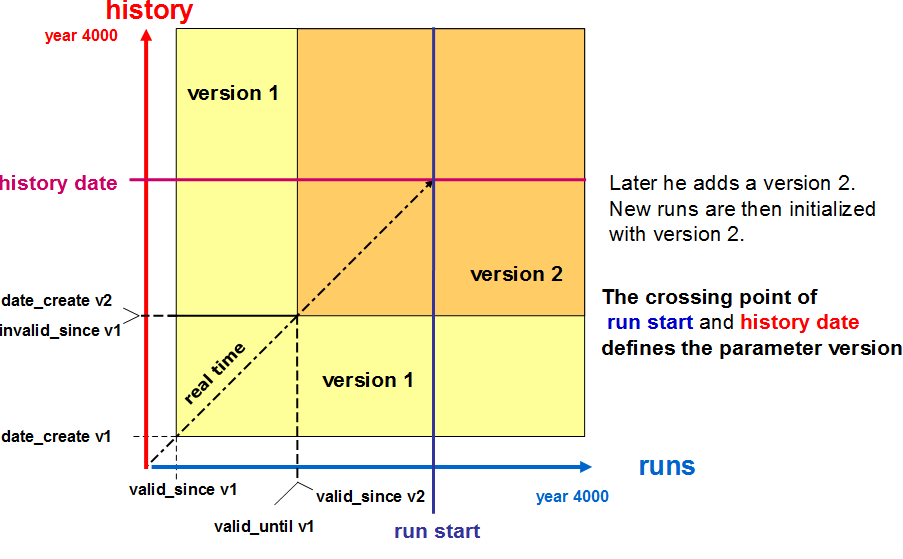 history
year 4000
version 1
history date
Later he adds a version 2.
New runs are then initialized
with version 2.
version 2
date_create v2
invalid_since v1
The crossing point of
run start and history date
defines the parameter version
real time
version 1
date_create v1
runs
valid_since v1
valid_since v2
year 4000
valid_until v1
run start